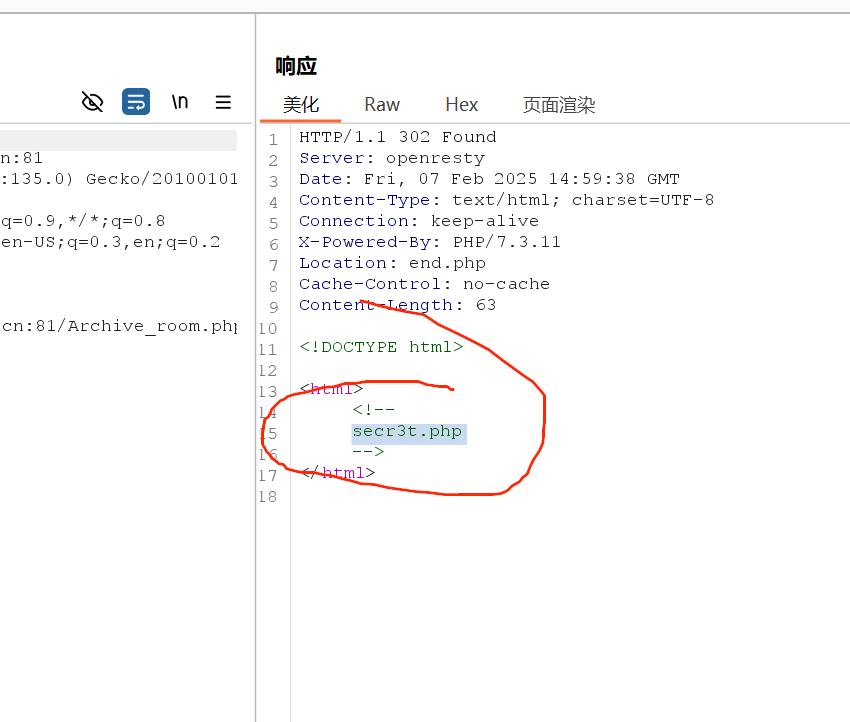 响应
\n
美化 Raw Hex 页面渲染
n:81
:135.0) Gecko/20100101
q=0.9,*/*;q=0.8
en-US;q=0.3,en;q=0.2
cn:81/Archive_room.php
1 HTTP/1.1 302 Found
2 Server: openresty
3 Date: Fri, 07 Feb 2025 14:59:38 GMT
4 Content-Type: text/html; charset=UTF-8
5 Connection: keep-alive
6 X-Powered-By: PHP/7.3.11
7 Location: end.php
8 Cache-Control: no-cache
9 Content-Length: 63
10
11 <!DOCTYPE html>
12
13 <html>
14 <!--
15 secr3t.php
16 -->
17 </html>
18